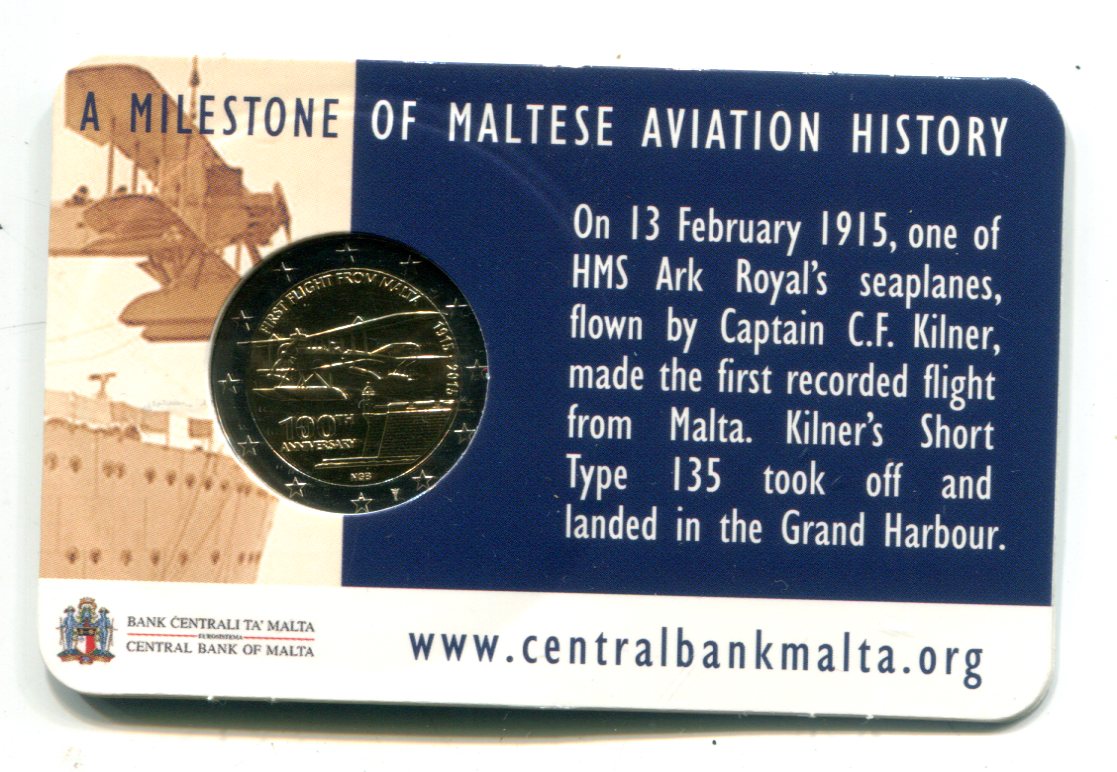 A MILESTONE OF MALTESE AVIATION HISTORY
On 13 February 1915, one of
HMS Ark Royal's seaplanes,
flown by Captain C.F. Kilner,
made the first recorded flight
from Malta. Kilner's Short
Type 135 took off and
landed in the Grand Harbour.
FIRST FLIGHT FROM MALTA
1915 2015
100TH
ANNIVERSARY
NGB
BANK ĊENTRALI TA' MALTA
EUROSISTEMA
CENTRAL BANK OF MALTA
www.centralbankmalta.org